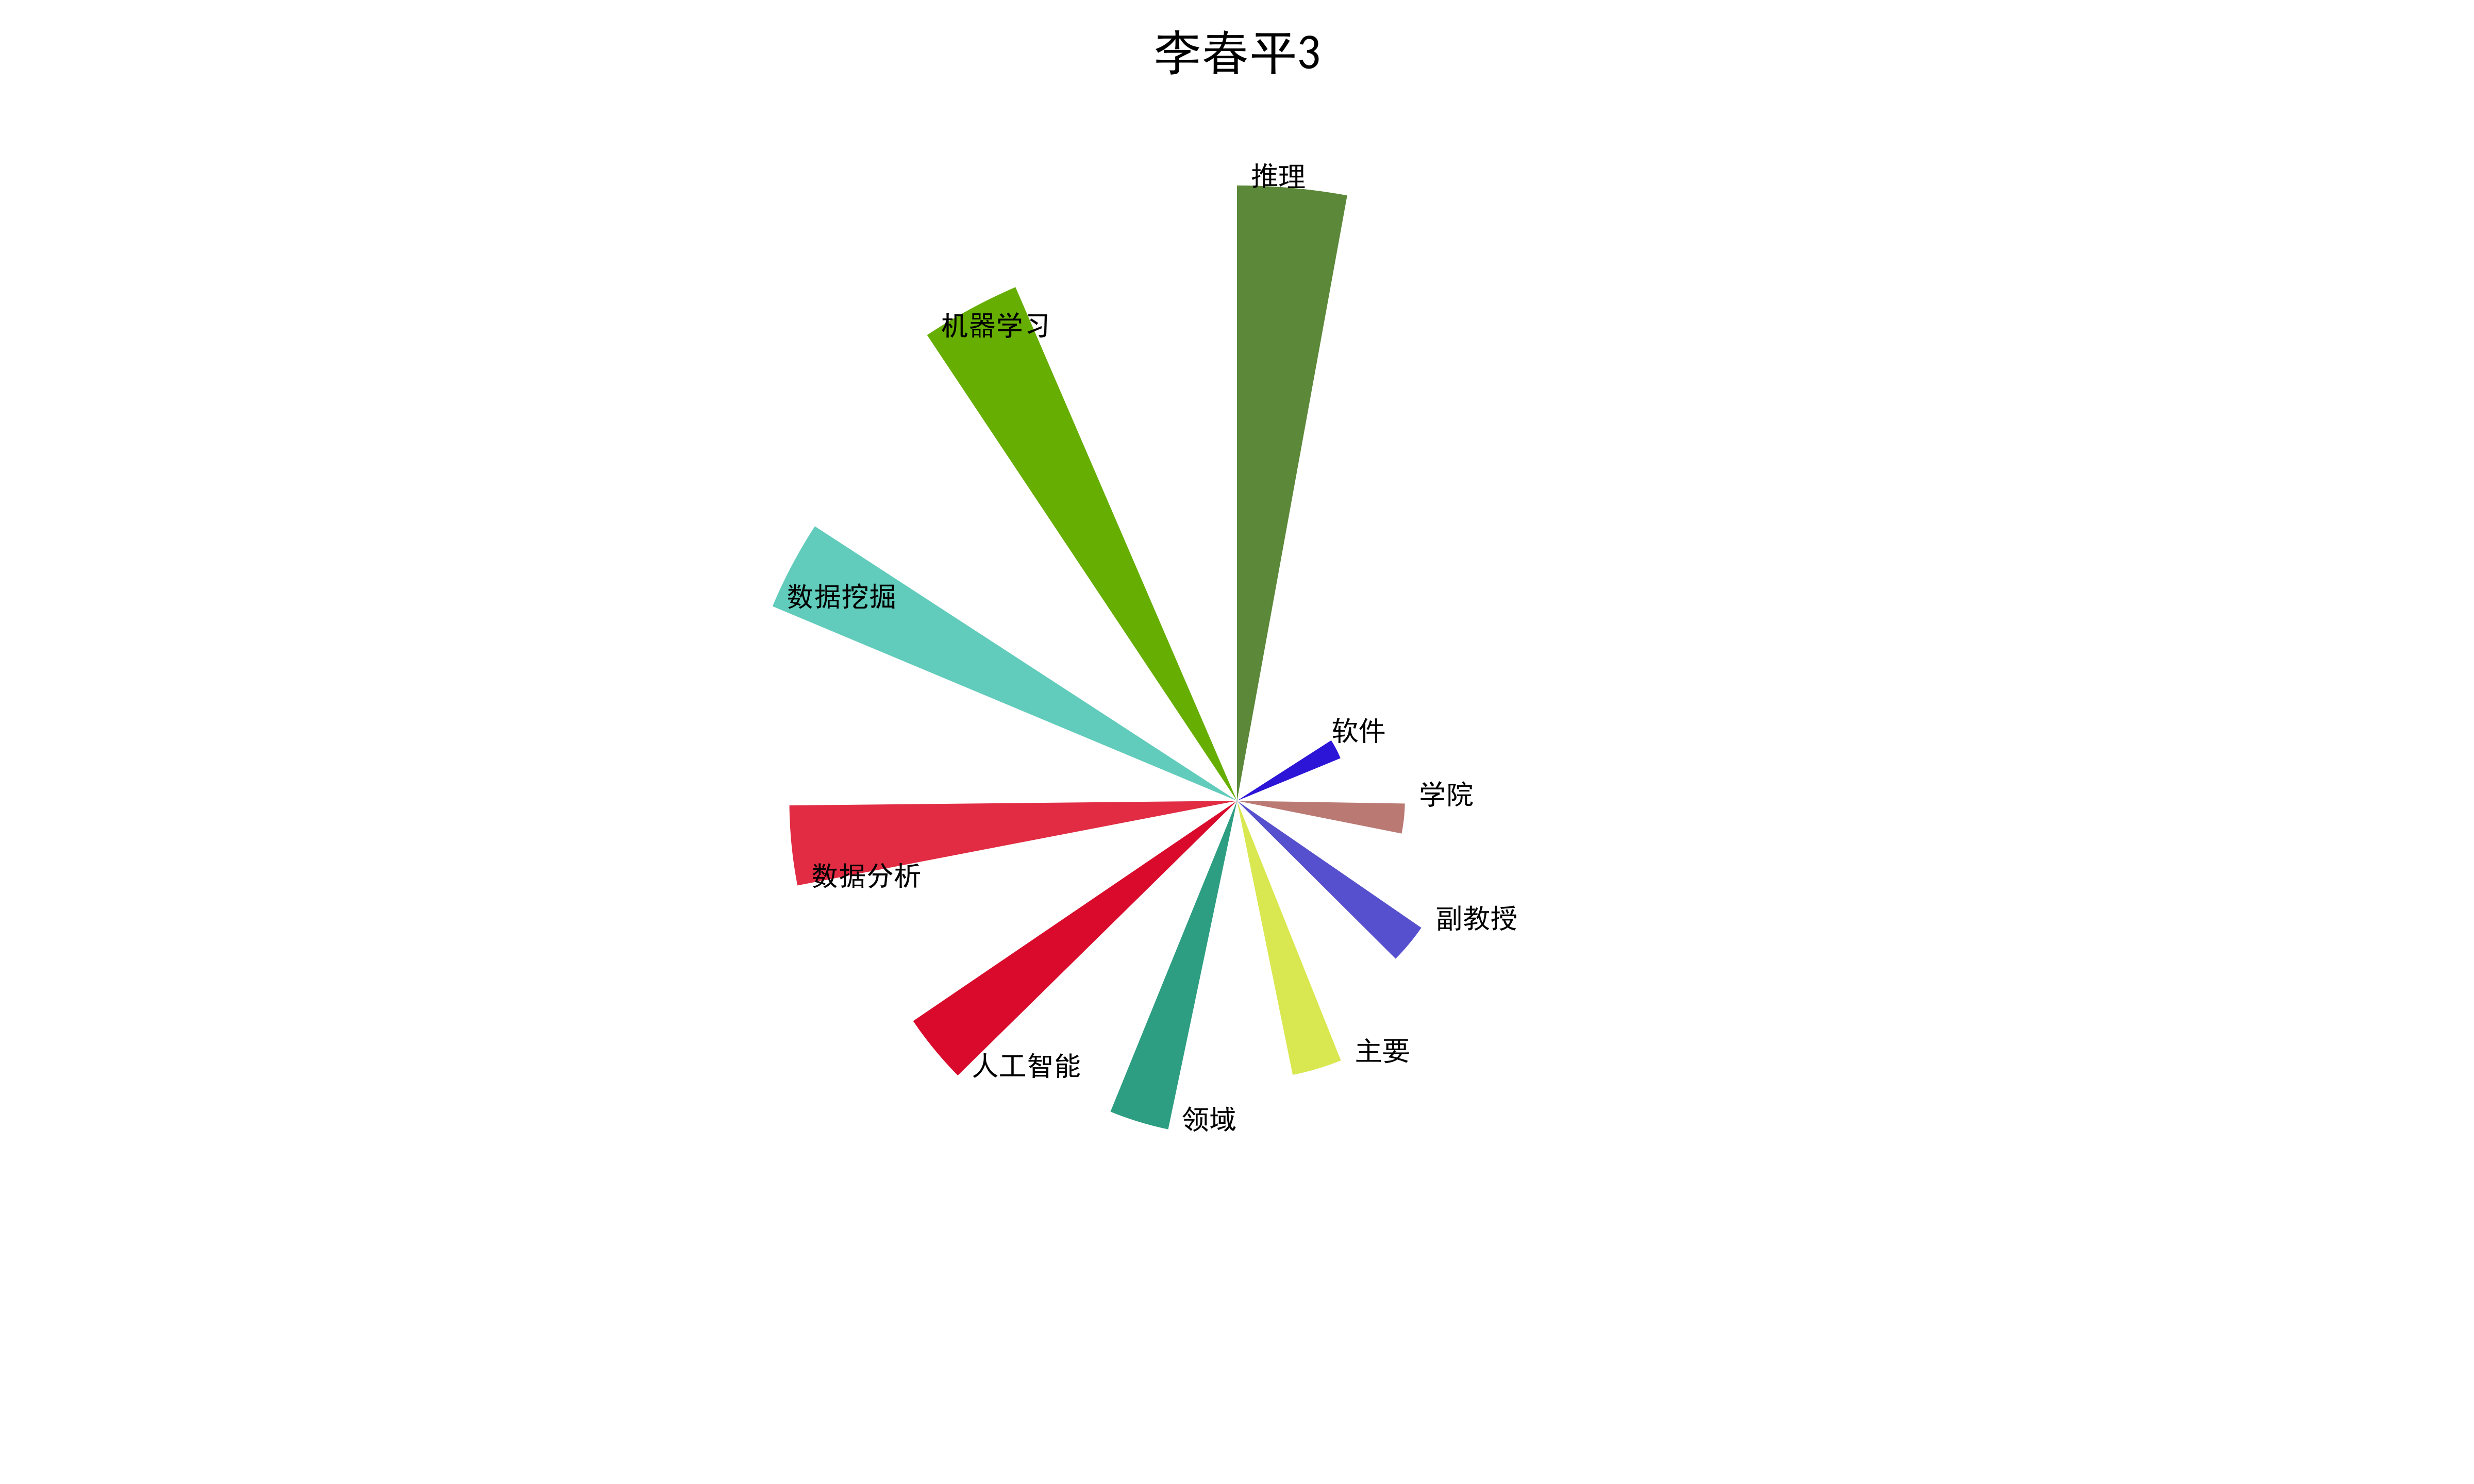 李春平3
推理
机器学习
数据挖掘
软件
学院
数据分析
副教授
主要
人工智能
领域